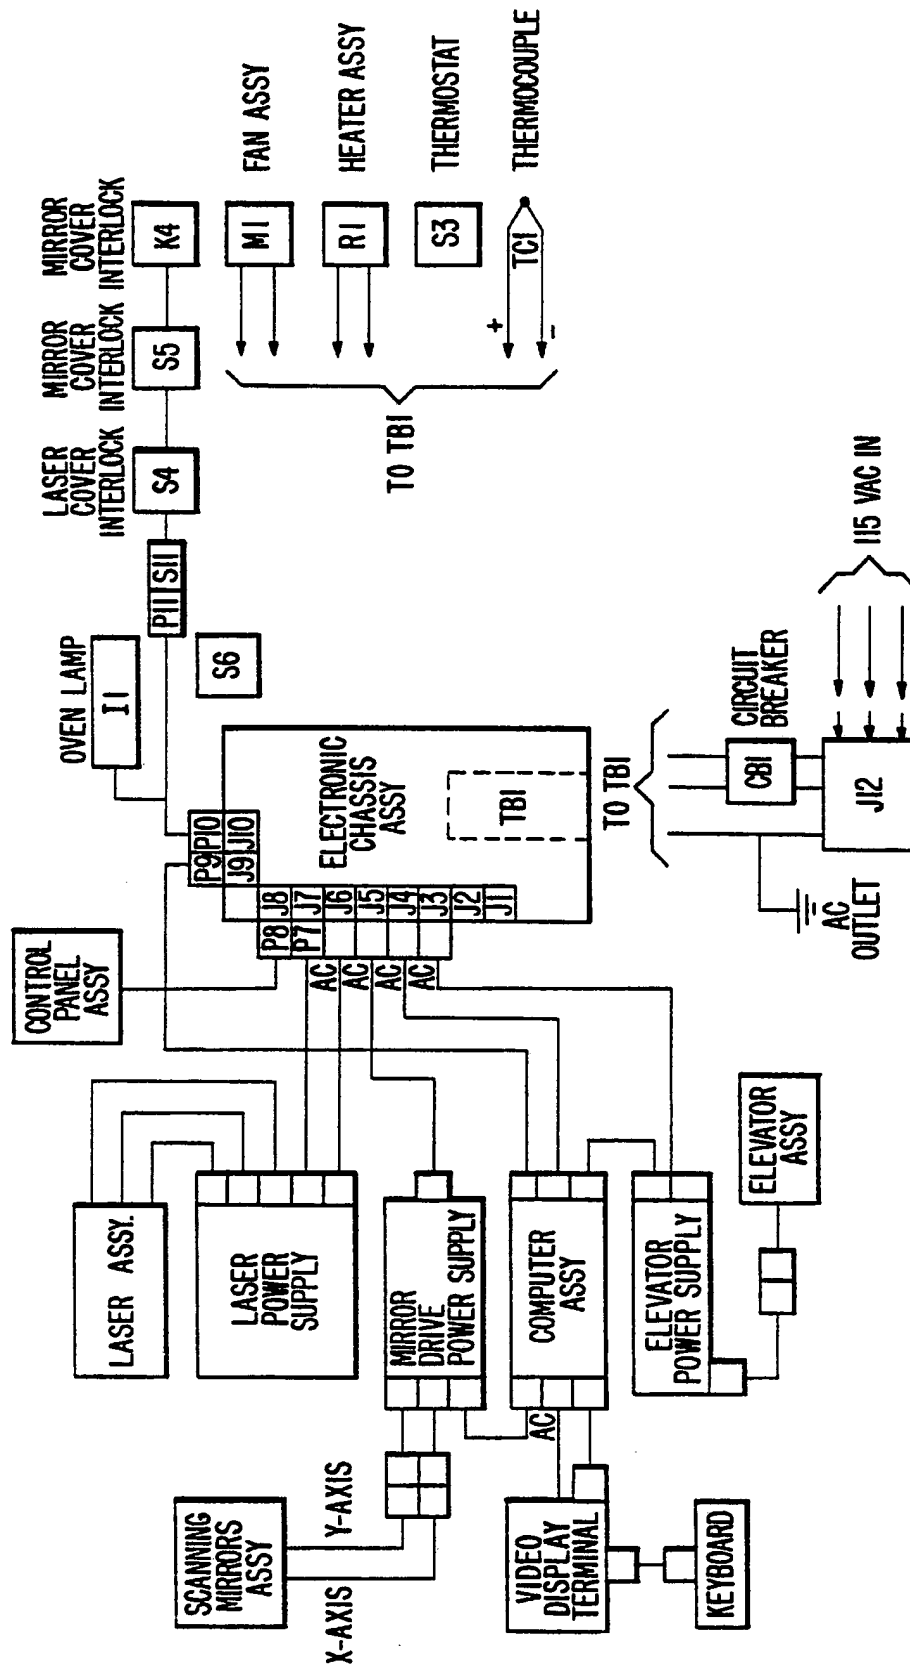 SCANNING
MIRRORS
ASSY
X-AXIS
Y-AXIS
LASER ASSY.
LASER
POWER
SUPPLY
MIRROR
DRIVE
POWER SUPPLY
COMPUTER
ASSY
AC
VIDEO
DISPLAY
TERMINAL
KEYBOARD
ELEVATOR
POWER SUPPLY
ELEVATOR
ASSY
CONTROL
PANEL
ASSY
P9 P10
J9 J10
P8 J8
P7 J7
AC J6
AC J5
AC J4
AC J3
J2
J1
ELECTRONIC
CHASSIS
ASSY
TB1
OVEN LAMP
I1
S6
P11 S11
LASER
COVER
INTERLOCK
S4
MIRROR
COVER
INTERLOCK
S5
MIRROR
COVER
INTERLOCK
K4
M1
FAN ASSY
R1
HEATER ASSY
S3
THERMOSTAT
+
TC1
-
THERMOCOUPLE
TO TB1
TO TB1
CIRCUIT
BREAKER
CB1
AC
OUTLET
J12
115 VAC IN